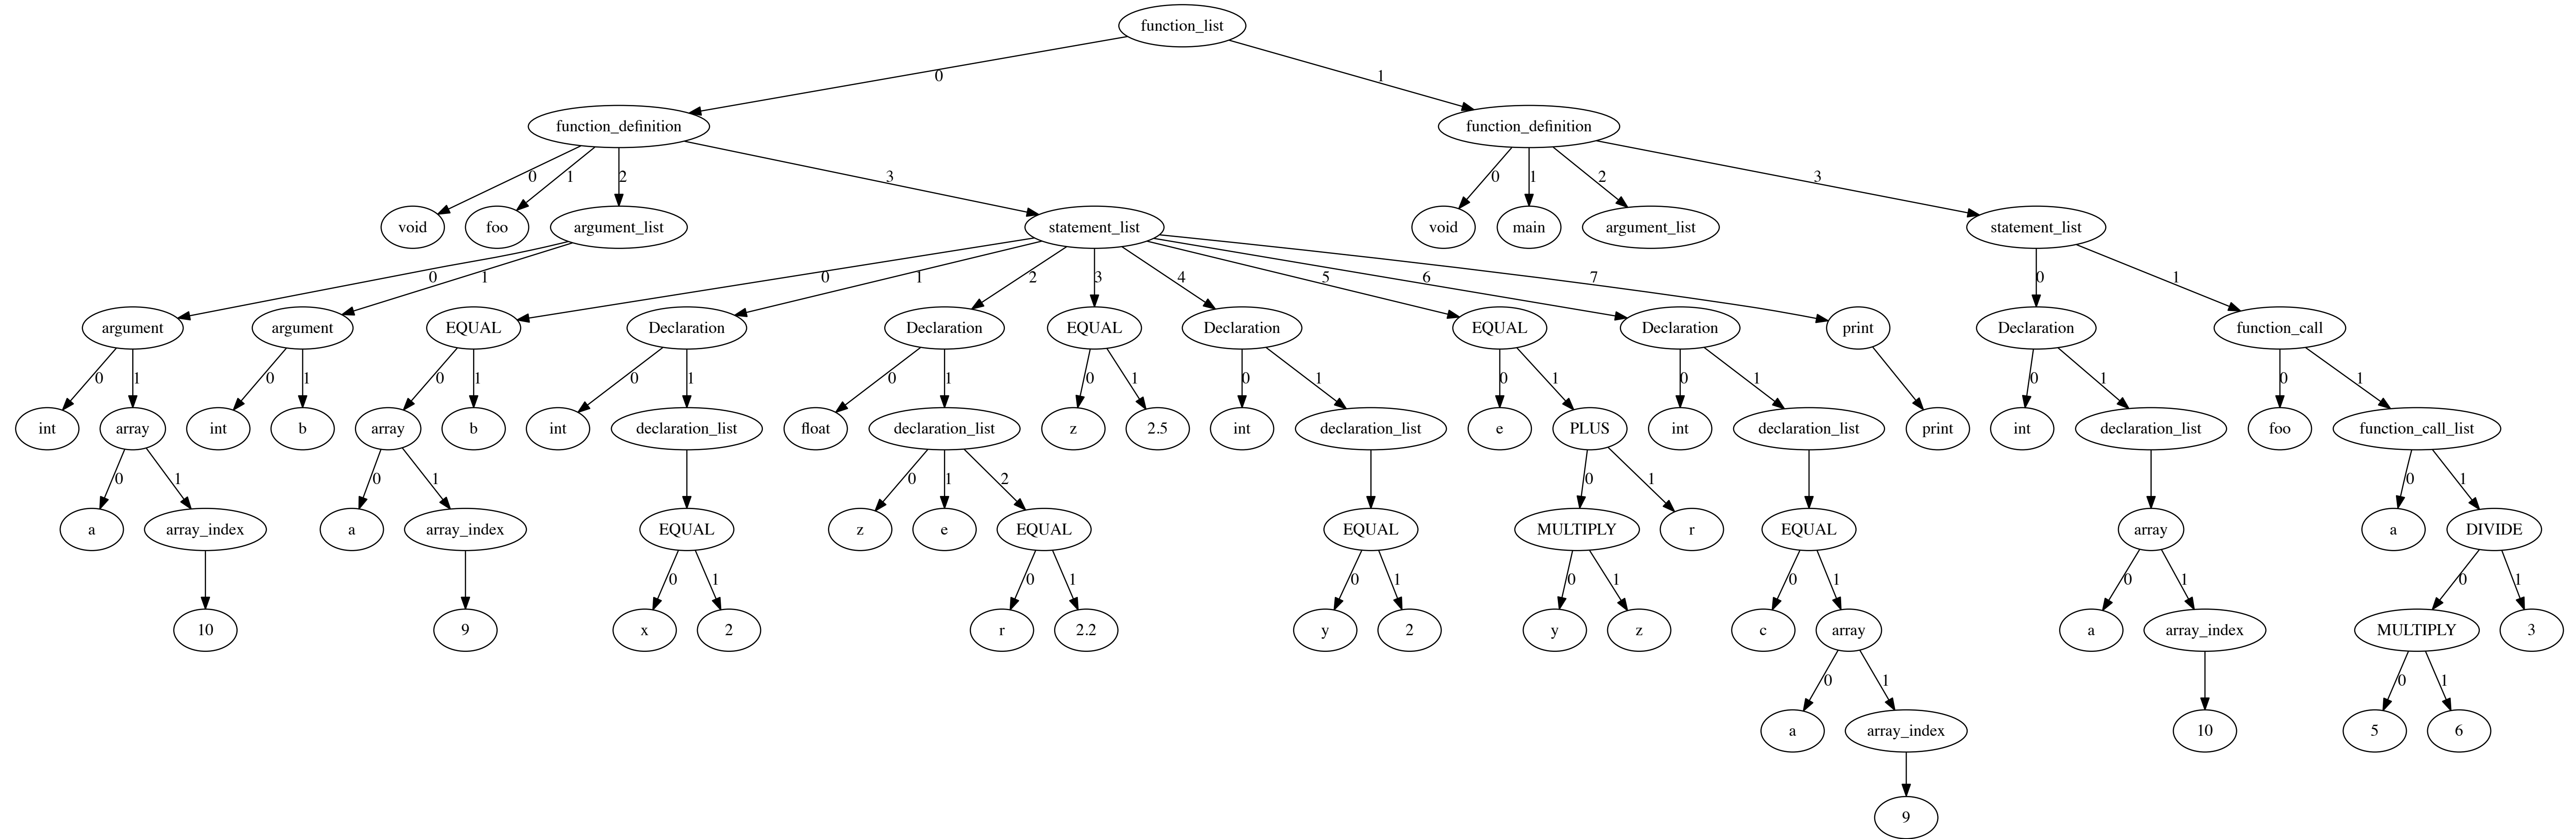 function_list
0 1
function_definition function_definition
0 1 2 3 0 1 2 3
void foo argument_list statement_list void main argument_list statement_list
0 1 0 1 2 3 4 5 6 7 0 1
argument argument EQUAL Declaration Declaration EQUAL Declaration EQUAL Declaration print Declaration function_call
0 1 0 1 0 1 0 1 0 1 0 1 0 1 0 1 0 1 0 1 0 1
int array int b array b int declaration_list float declaration_list z 2.5 int declaration_list e PLUS int declaration_list print int declaration_list foo function_call_list
0 1 0 1 0 1 2 0 1 0 1
a array_index a array_index EQUAL z e EQUAL EQUAL MULTIPLY r EQUAL array a DIVIDE
0 1 0 1 0 1 0 1 0 1 0 1 0 1
10 9 x 2 r 2.2 y 2 y z c array a array_index MULTIPLY 3
0 1 0 1
a array_index 10 5 6
9